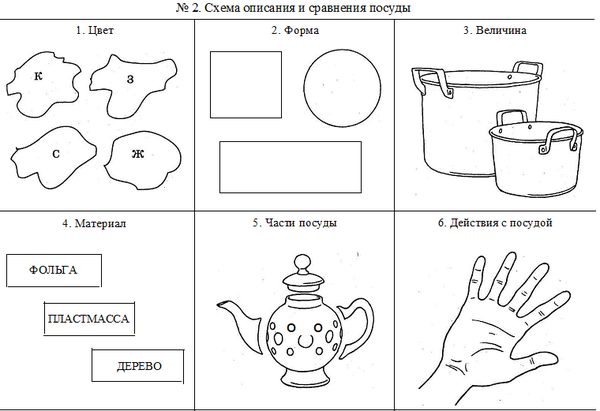 № 2. Схема описания и сравнения посуды
1. Цвет
К
З
С
Ж
2. Форма
3. Величина
4. Материал
ФОЛЬГА
ПЛАСТМАССА
ДЕРЕВО
5. Части посуды
6. Действия с посудой